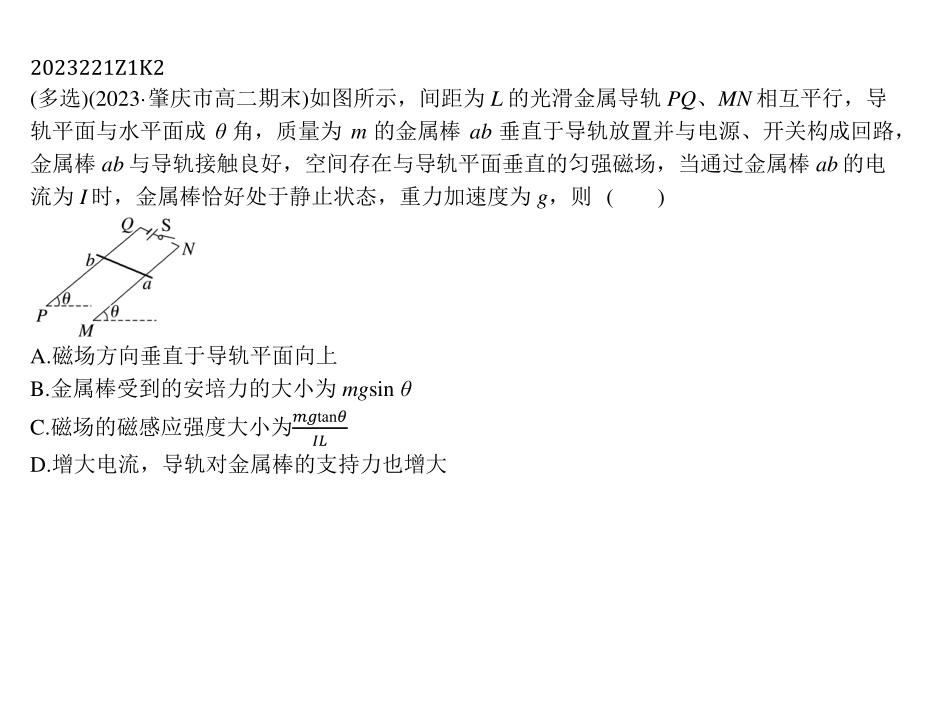 2023221Z1K2
(多选)(2023·肇庆市高二期末)如图所示，间距为 L 的光滑金属导轨 PQ、MN 相互平行，导
轨平面与水平面成 θ 角，质量为 m 的金属棒 ab 垂直于导轨放置并与电源、开关构成回路，
金属棒 ab 与导轨接触良好，空间存在与导轨平面垂直的匀强磁场，当通过金属棒 ab 的电
流为 I 时，金属棒恰好处于静止状态，重力加速度为 g，则 (  )
Q S
N
b
a
θ
P
θ
M
A.磁场方向垂直于导轨平面向上
B.金属棒受到的安培力的大小为 mgsin θ
C.磁场的磁感应强度大小为\frac{mgtanθ}{IL}
D.增大电流，导轨对金属棒的支持力也增大